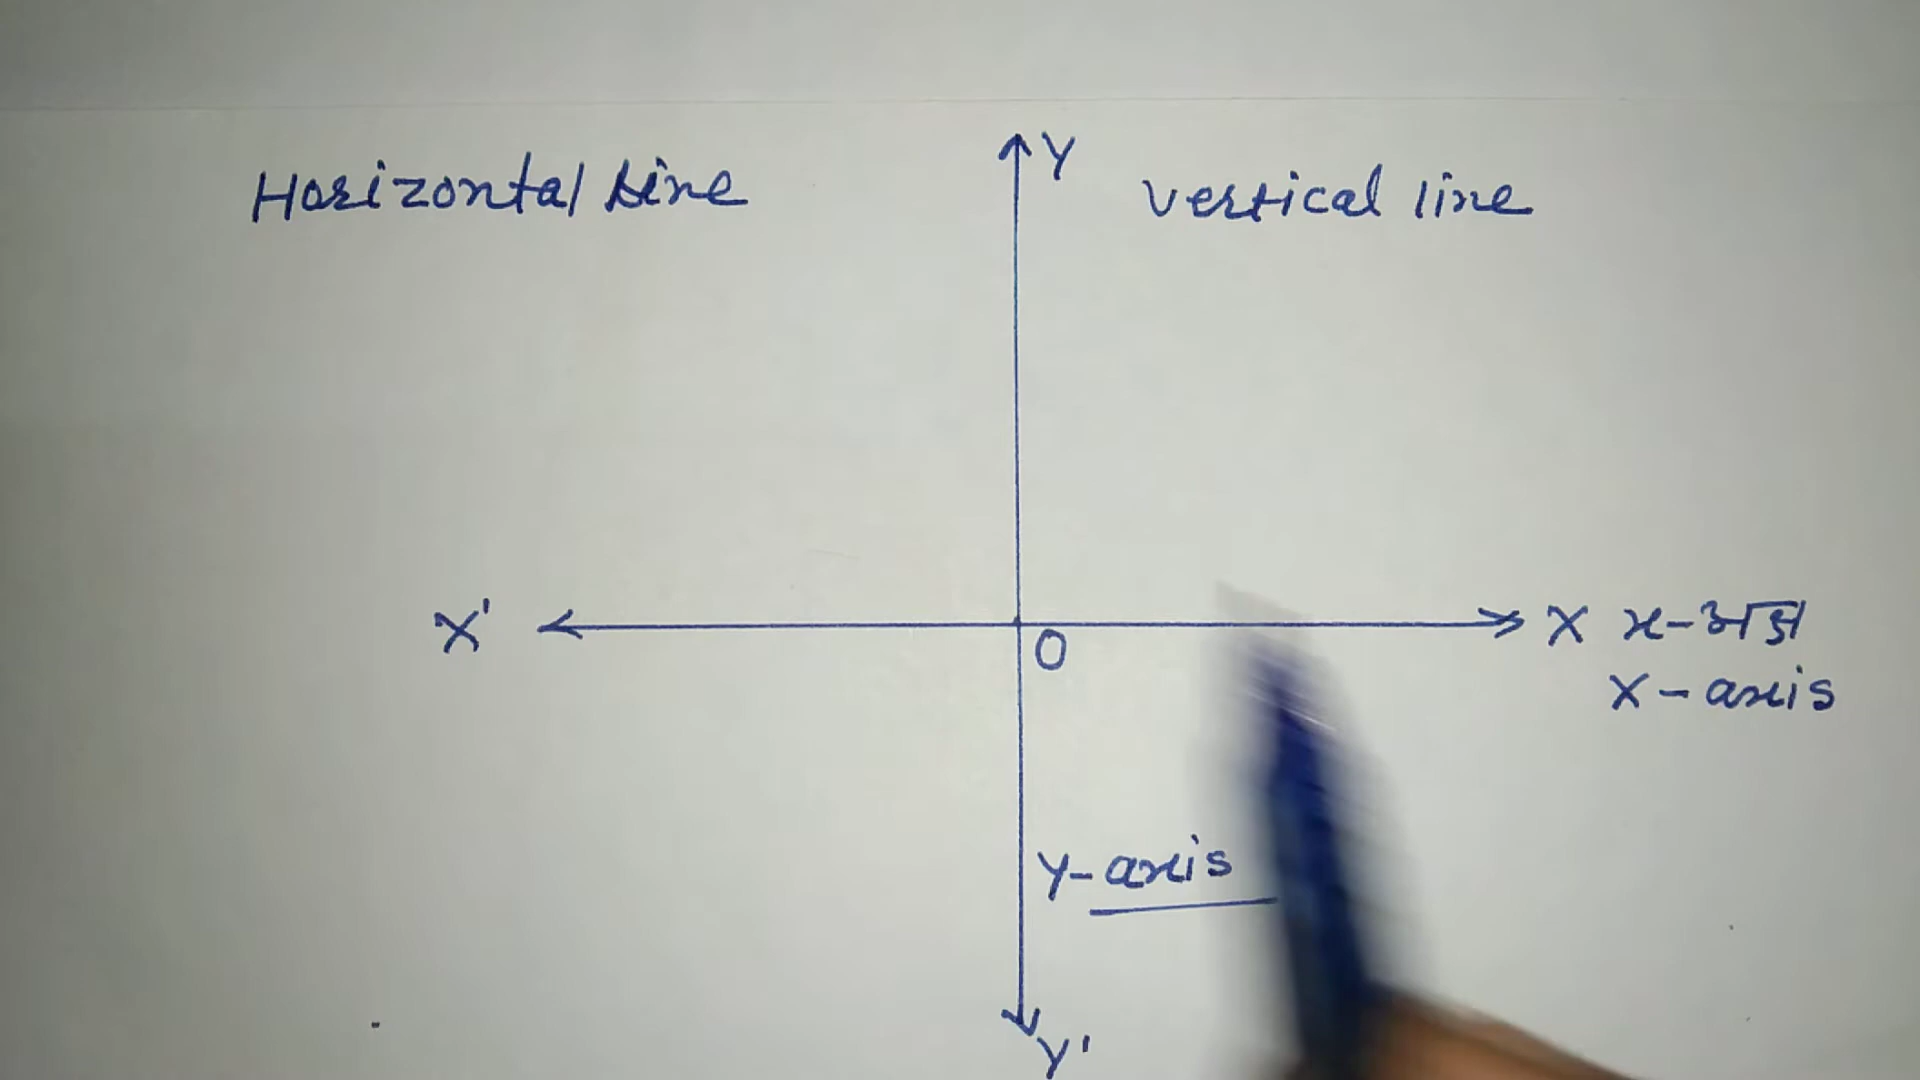 Y
Horizontal Line
vertical line
X'
O
X x-अक्ष
X-axis
Y-axis
Y'